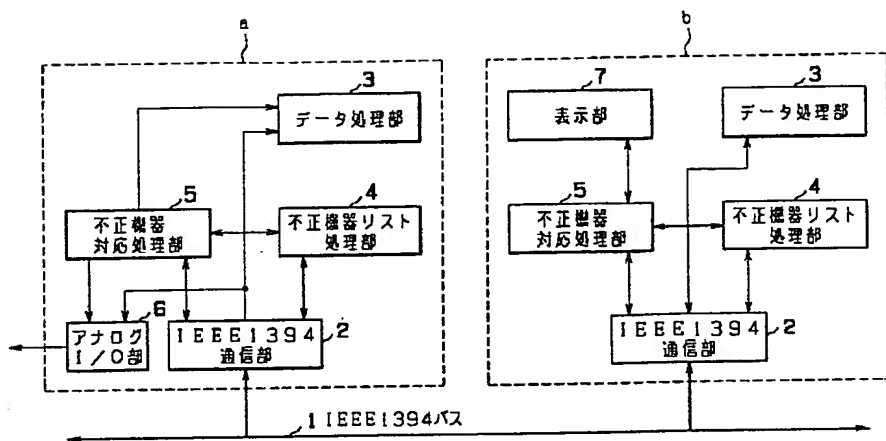 a
b
3
データ処理部
7
表示部
3
データ処理部
5
不正機器
対応処理部
4
不正機器リスト
処理部
5
不正機器
対応処理部
4
不正機器リスト
処理部
6
アナログ
I/O部
IEEE1394
通信部
2
IEEE1394
通信部
2
1 IEEE1394バス